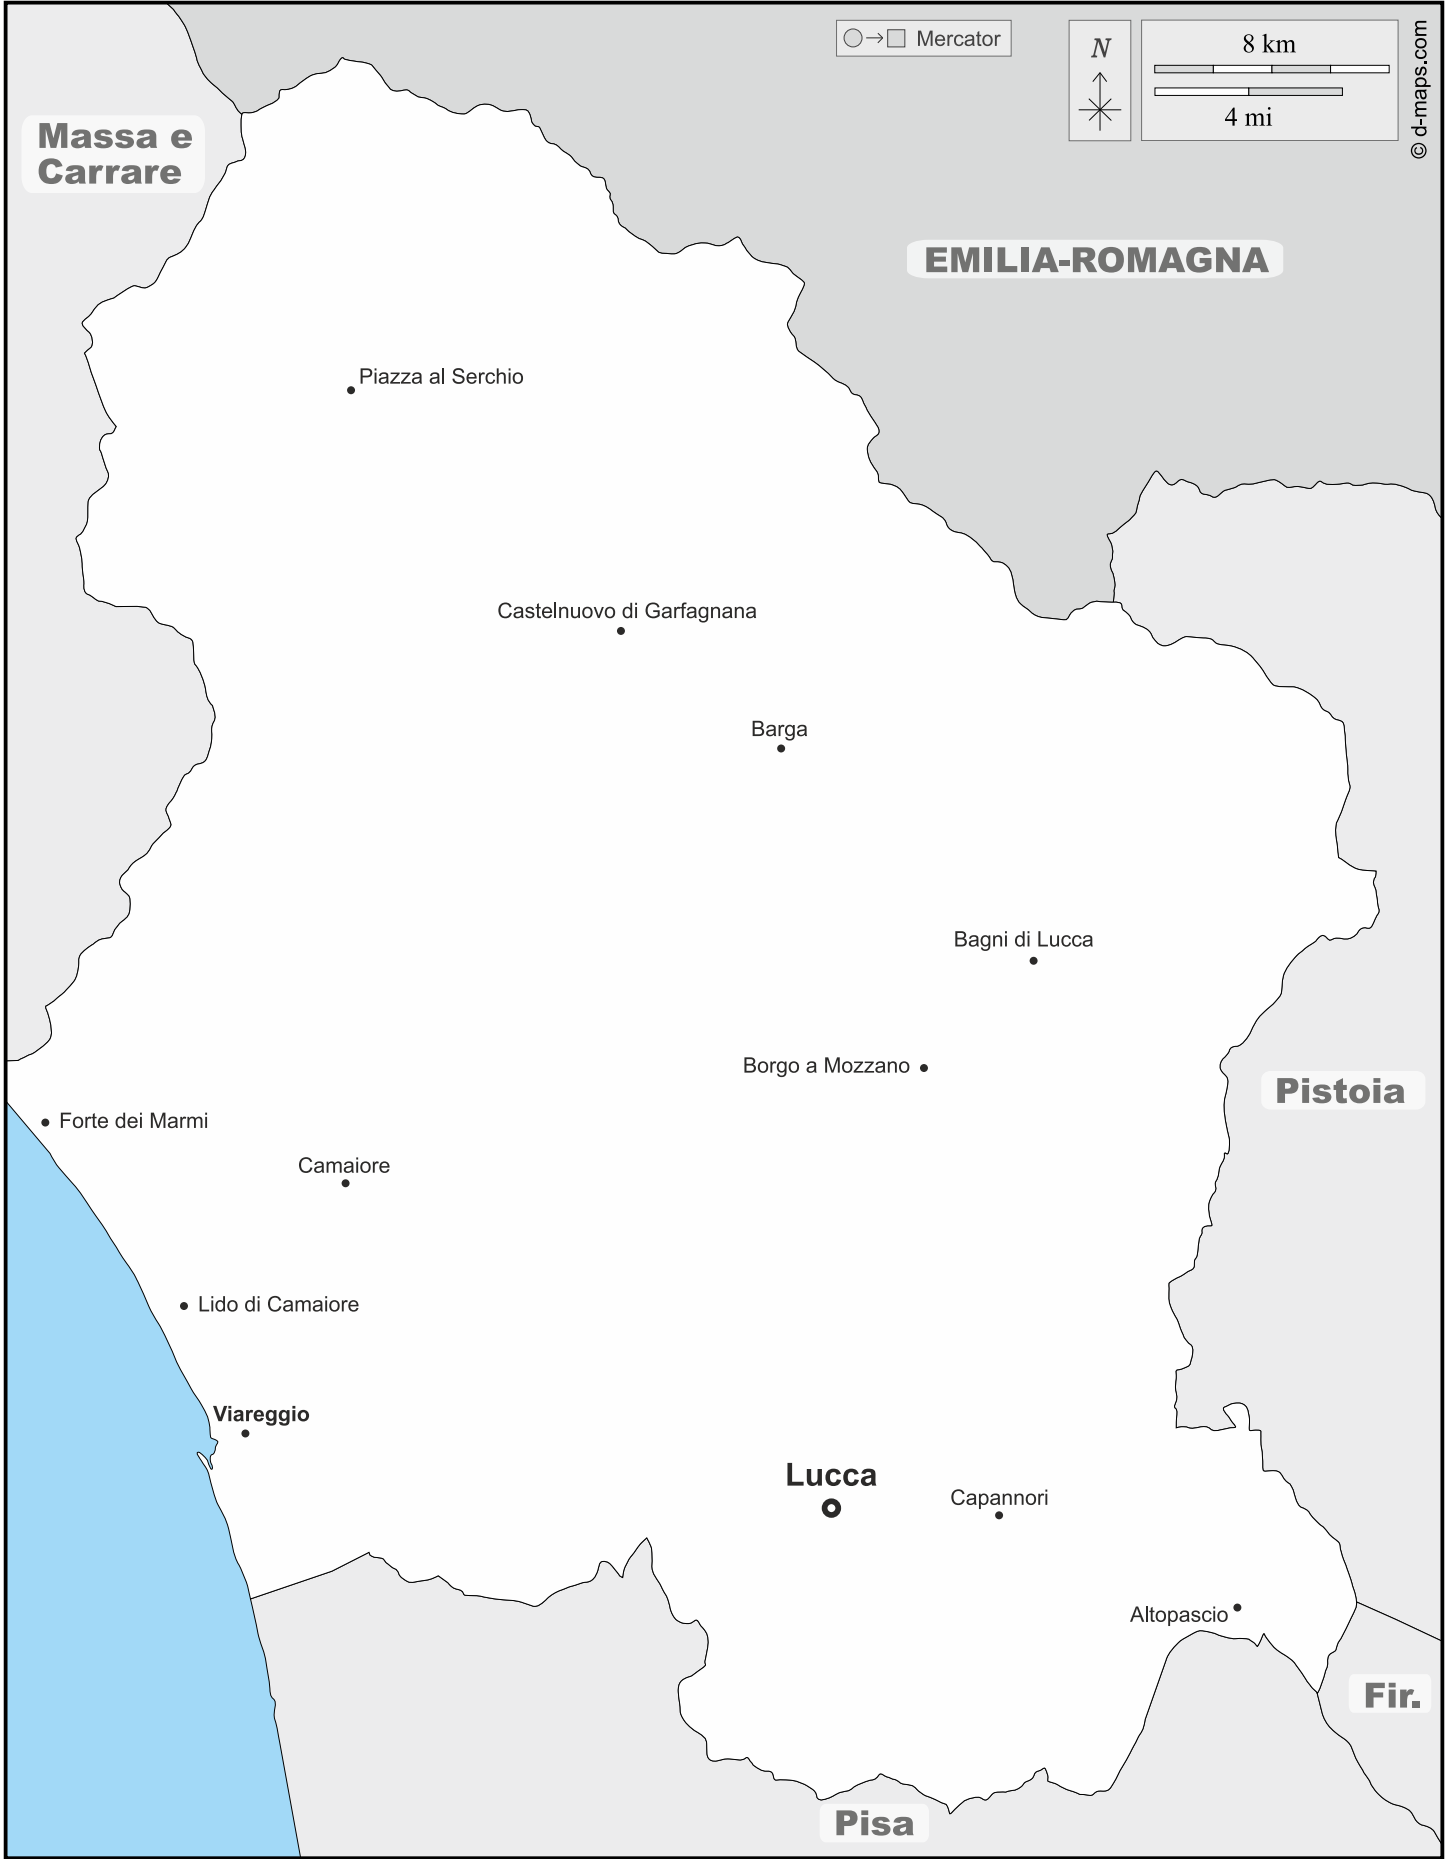 Mercator
N
8 km
4 mi
© d-maps.com
Massa e
Carrare
EMILIA-ROMAGNA
Piazza al Serchio
Castelnuovo di Garfagnana
Barga
Bagni di Lucca
Borgo a Mozzano
Pistoia
Forte dei Marmi
Camaiore
Lido di Camaiore
Viareggio
Lucca
Capannori
Altopascio
Fir.
Pisa